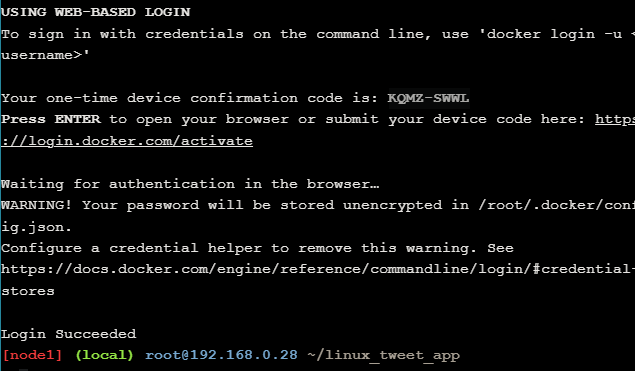 USING WEB-BASED LOGIN
To sign in with credentials on the command line, use 'docker login -u <
username>'
Your one-time device confirmation code is: KQMZ-SWWL
Press ENTER to open your browser or submit your device code here: https
://login.docker.com/activate
Waiting for authentication in the browser…
WARNING! Your password will be stored unencrypted in /root/.docker/conf
ig.json.
Configure a credential helper to remove this warning. See
https://docs.docker.com/engine/reference/commandline/login/#credential-
stores
Login Succeeded
[node1] (local) root@192.168.0.28 ~/linux_tweet_app